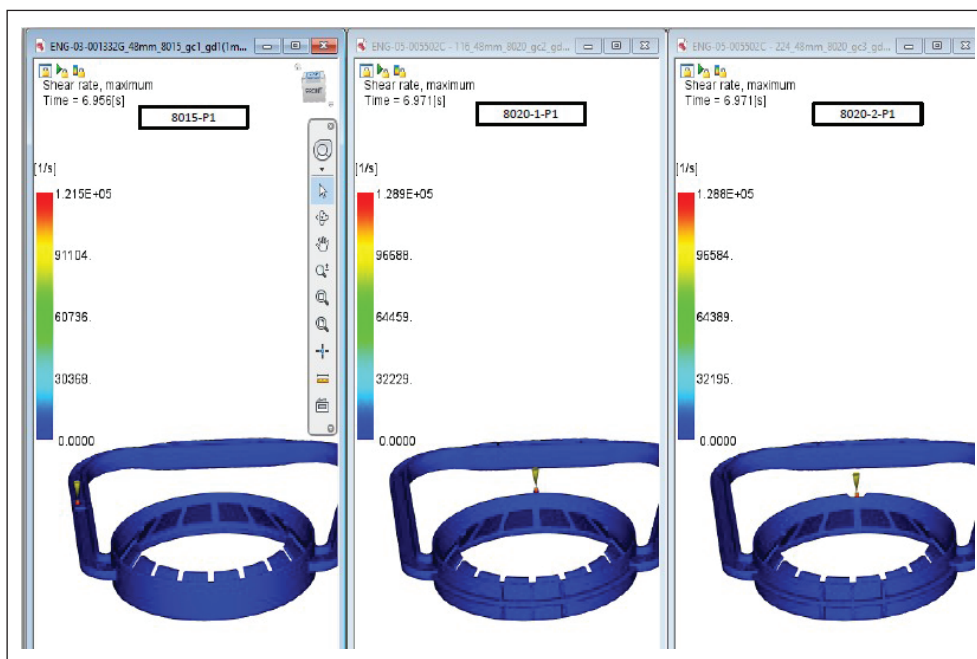 ENG-03-001332G_48mm_8015_gc1_gd1(1m...
Shear rate, maximum
Time = 6.956[s]
8015-P1
[1/s]
1.215E+05
91104.
60736.
30368.
0.0000
FRONT
ENG-05-005502C - 116_48mm_8020_gc2_gd...
Shear rate, maximum
Time = 6.971[s]
8020-1-P1
[1/s]
1.289E+05
96688.
64459.
32229.
0.0000
ENG-05-005502C - 224_48mm_8020_gc3_gd...
Shear rate, maximum
Time = 6.971[s]
8020-2-P1
[1/s]
1.288E+05
96584.
64389.
32195.
0.0000